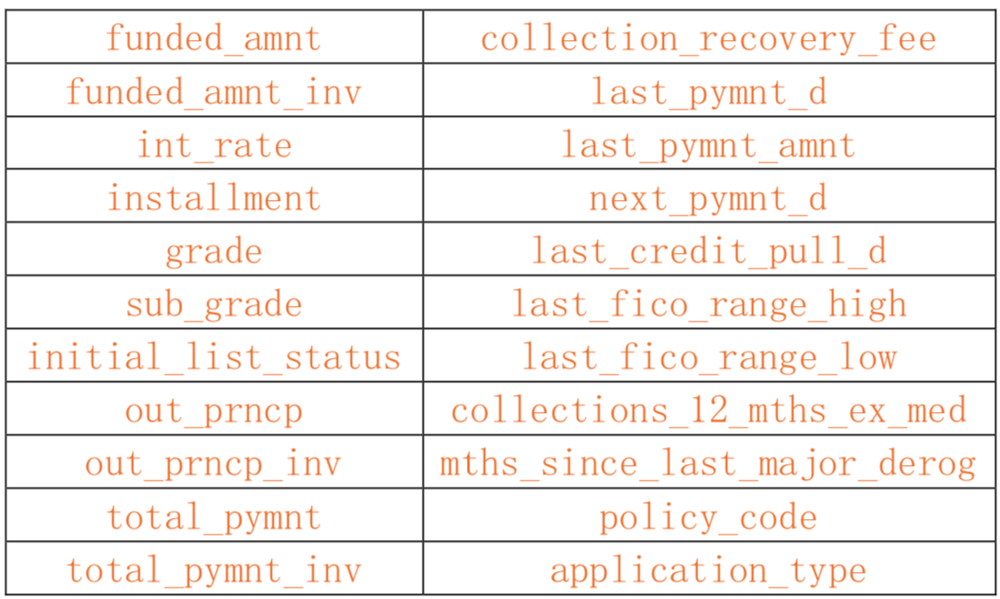 funded_amnt collection_recovery_fee
funded_amnt_inv last_pymnt_d
int_rate last_pymnt_amnt
installment next_pymnt_d
grade last_credit_pull_d
sub_grade last_fico_range_high
initial_list_status last_fico_range_low
out_prncp collections_12_mths_ex_med
out_prncp_inv mths_since_last_major_derog
total_pymnt policy_code
total_pymnt_inv application_type